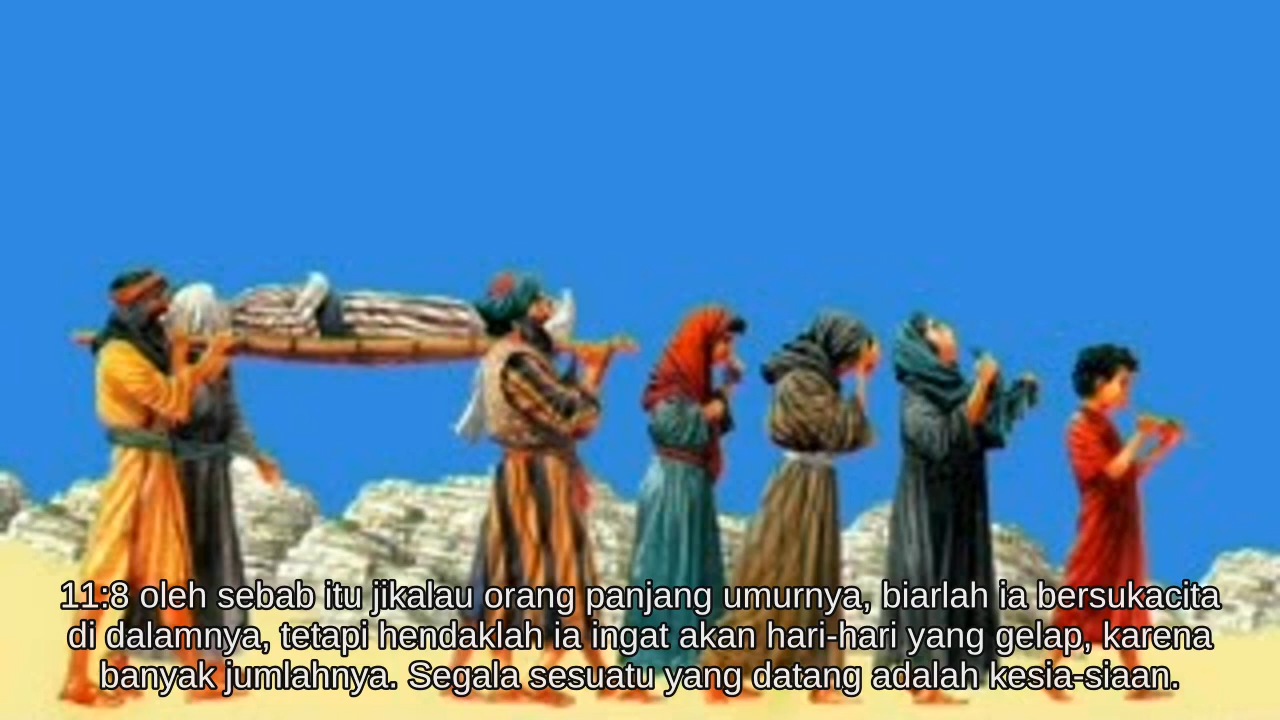 11:8 oleh sebab itu jikalau orang panjang umurnya, biarlah ia bersukacita
di dalamnya, tetapi hendaklah ia ingat akan hari-hari yang gelap, karena
banyak jumlahnya. Segala sesuatu yang datang adalah kesia-siaan.